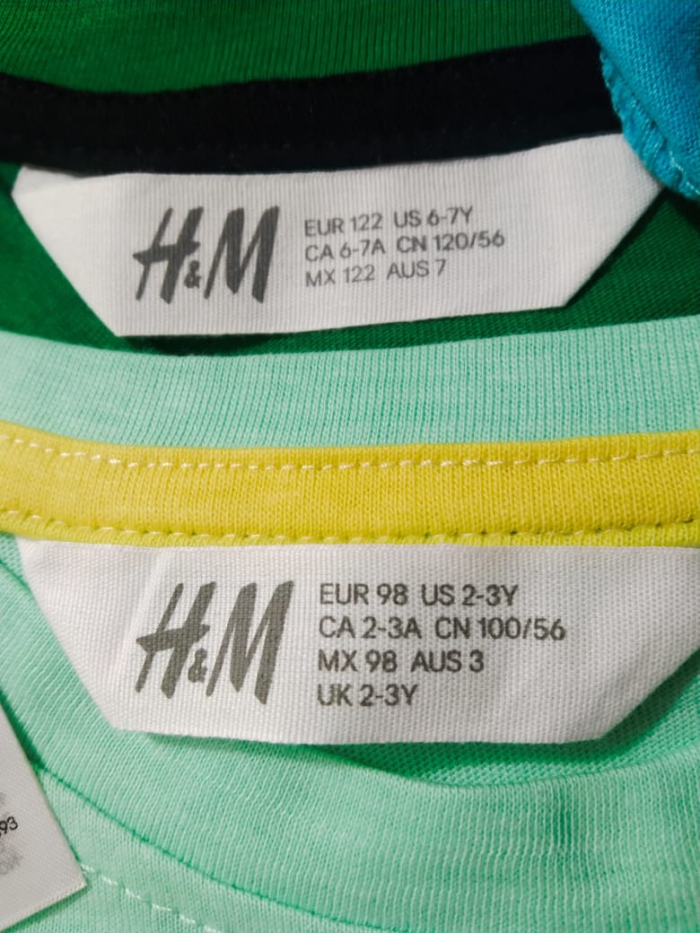 H&M
EUR 122 US 6-7Y
CA 6-7A CN 120/56
MX 122 AUS 7
H&M
EUR 98 US 2-3Y
CA 2-3A CN 100/56
MX 98 AUS 3
UK 2-3Y
93